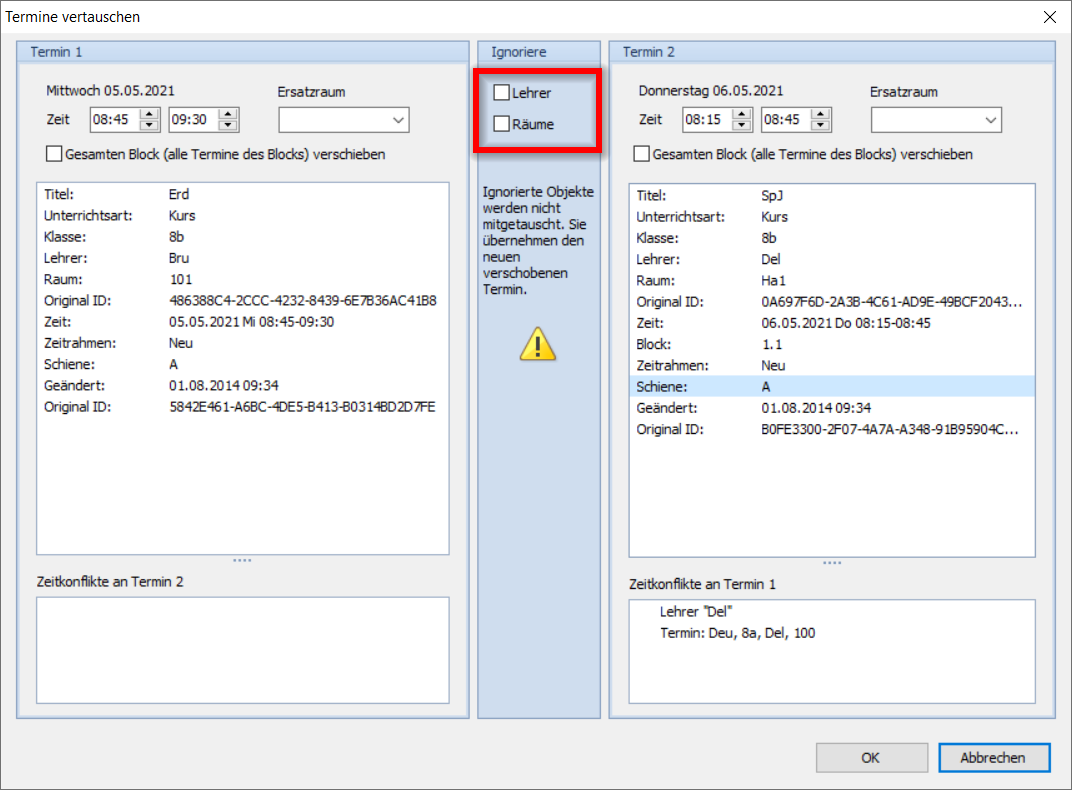 Termine vertauschen
Termin 1
Mittwoch 05.05.2021 Ersatzraum
Zeit 08:45 09:30
Gesamten Block (alle Termine des Blocks) verschieben
Titel: Erd
Unterrichtsart: Kurs
Klasse: 8b
Lehrer: Bru
Raum: 101
Original ID: 486388C4-2CCC-4232-8439-6E7B36AC41B8
Zeit: 05.05.2021 Mi 08:45-09:30
Zeitrahmen: Neu
Schiene: A
Geändert: 01.08.2014 09:34
Original ID: 5842E461-A6BC-4DE5-B413-B0314BD2D7FE
Zeitkonflikte an Termin 2
Ignoriere
Lehrer
Räume
Ignorierte Objekte
werden nicht
mitgetauscht. Sie
übernehmen den
neuen
verschobenen
Termin.
Termin 2
Donnerstag 06.05.2021 Ersatzraum
Zeit 08:15 08:45
Gesamten Block (alle Termine des Blocks) verschieben
Titel: SpJ
Unterrichtsart: Kurs
Klasse: 8b
Lehrer: Del
Raum: Ha1
Original ID: 0A697F6D-2A3B-4C61-AD9E-49BCF2043...
Zeit: 06.05.2021 Do 08:15-08:45
Block: 1.1
Zeitrahmen: Neu
Schiene: A
Geändert: 01.08.2014 09:34
Original ID: B0FE3300-2F07-4A7A-A348-91B95904C...
Zeitkonflikte an Termin 1
Lehrer "Del"
Termin: Deu, 8a, Del, 100
OK Abbrechen